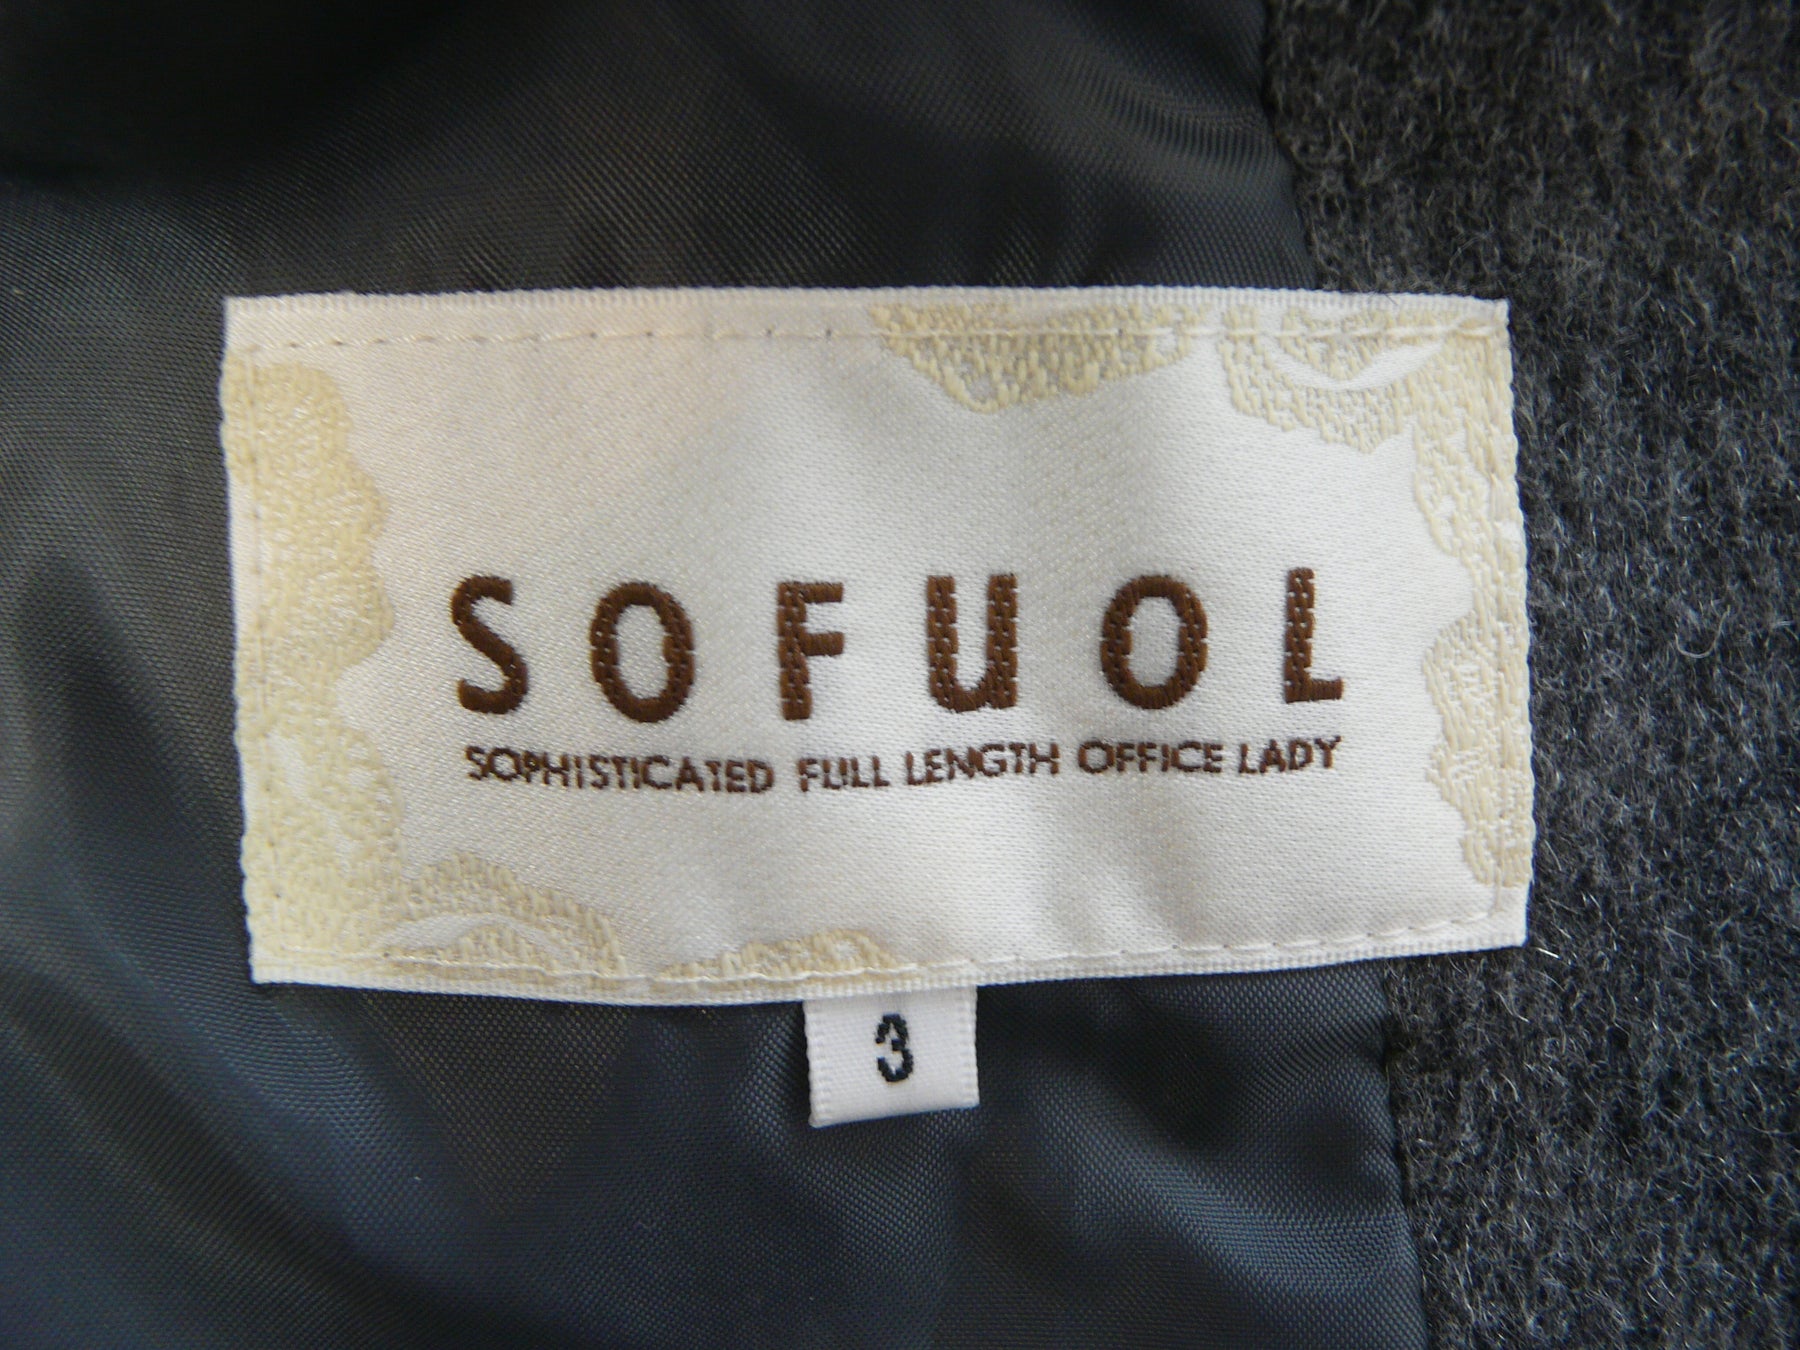 SOFUOL
SOPHISTICATED FULL LENGTH OFFICE LADY
3